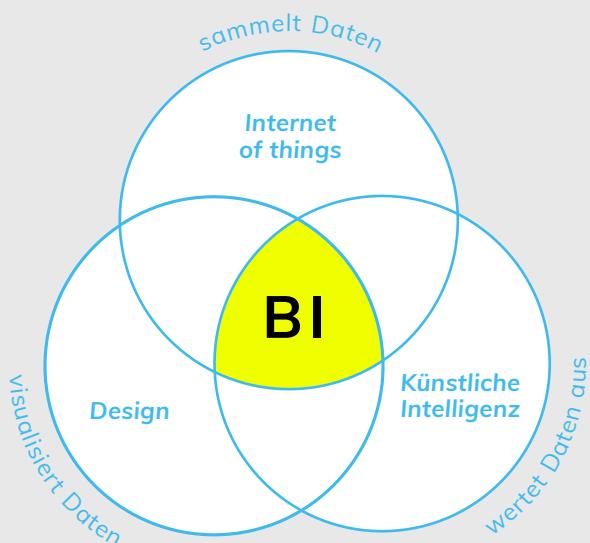 sammelt Daten
Internet
of things
BI
Design
Künstliche
Intelligenz
visualisiert Daten
wertet Daten aus